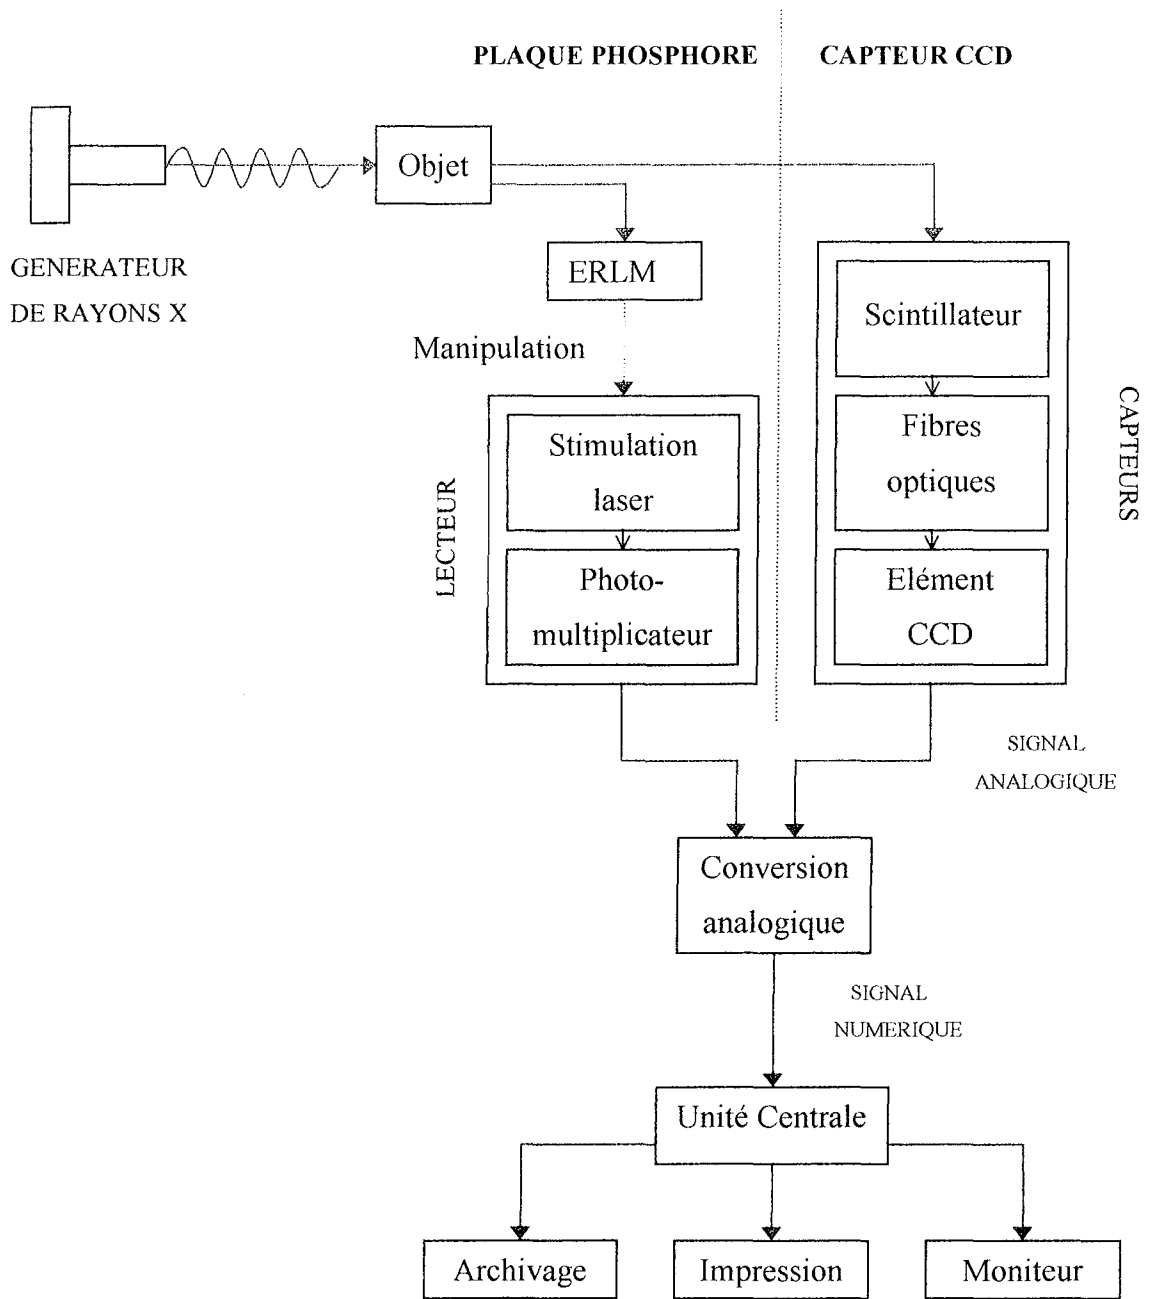 PLAQUE PHOSPHORE
CAPTEUR CCD
Objet
GENERATEUR
DE RAYONS X
ERLM
Manipulation
Scintillateur
Fibres
optiques
Elément
CCD
CAPTEURS
Stimulation
laser
Photo-
multiplicateur
LECTEUR
SIGNAL
ANALOGIQUE
Conversion
analogique
SIGNAL
NUMERIQUE
Unité Centrale
Archivage
Impression
Moniteur